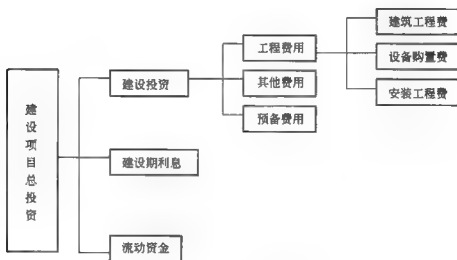 建设项目总投资
建设投资
建设期利息
流动资金
工程费用
其他费用
预备费用
建筑工程费
设备购置费
安装工程费